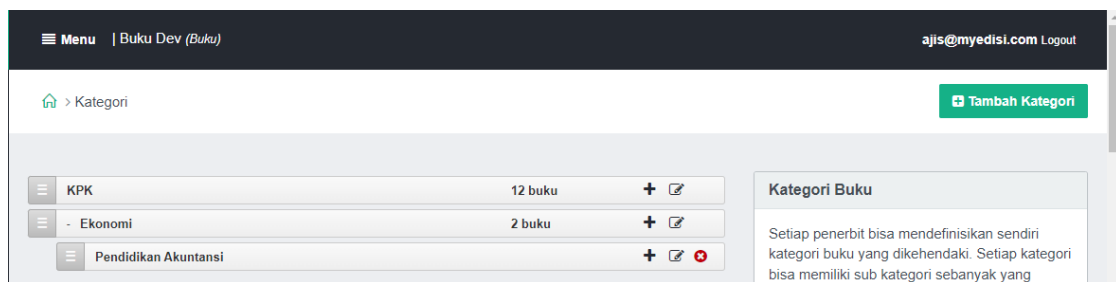 Menu | Buku Dev (Buku)
ajis@myedisi.com Logout
> Kategori
Tambah Kategori
KPK 12 buku
- Ekonomi 2 buku
Pendidikan Akuntansi
Kategori Buku
Setiap penerbit bisa mendefinisikan sendiri
kategori buku yang dikehendaki. Setiap kategori
bisa memiliki sub kategori sebanyak yang